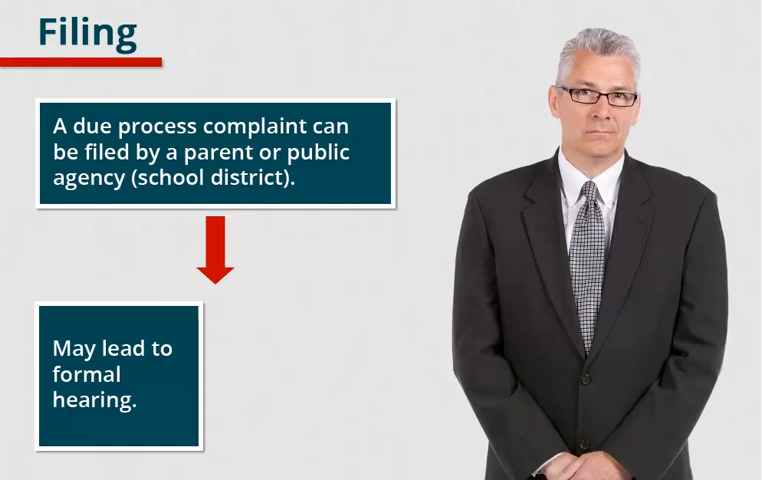 Filing
A due process complaint can
be filed by a parent or public
agency (school district).
May lead to
formal
hearing.